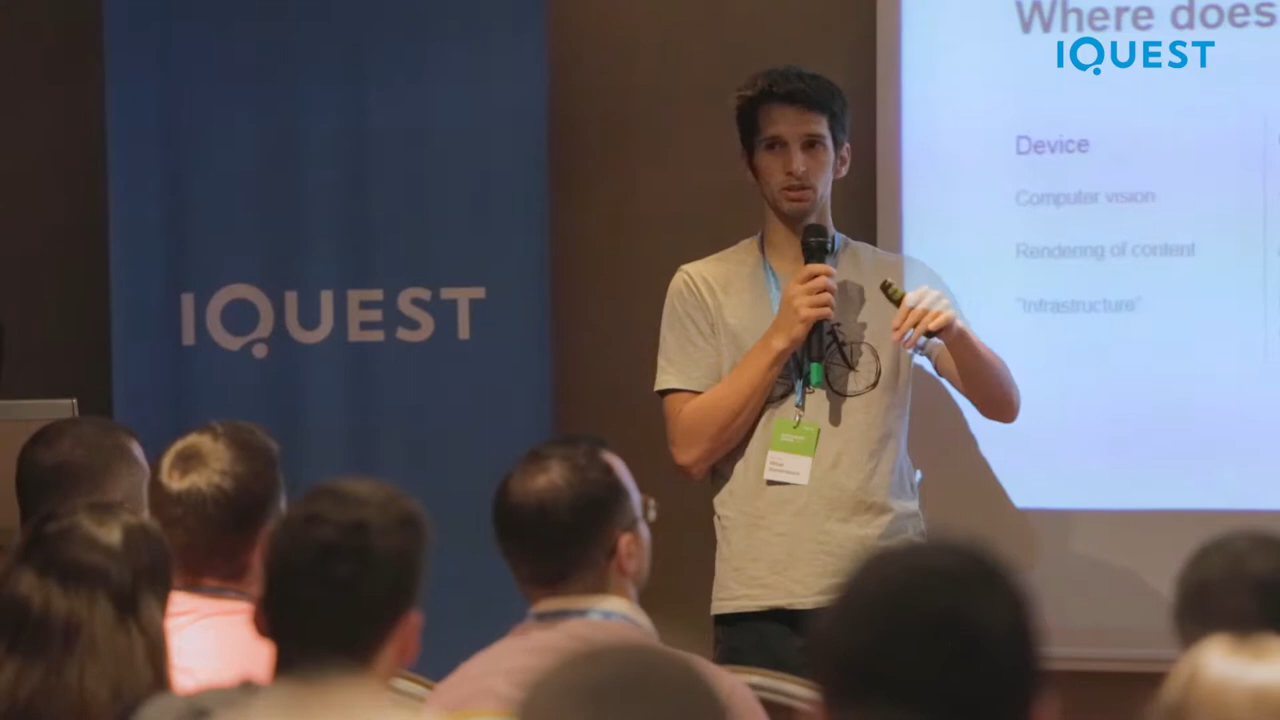 Where does
IQUEST
Device
Computer vision
Rendering of content
"Infrastructure"
IQUEST